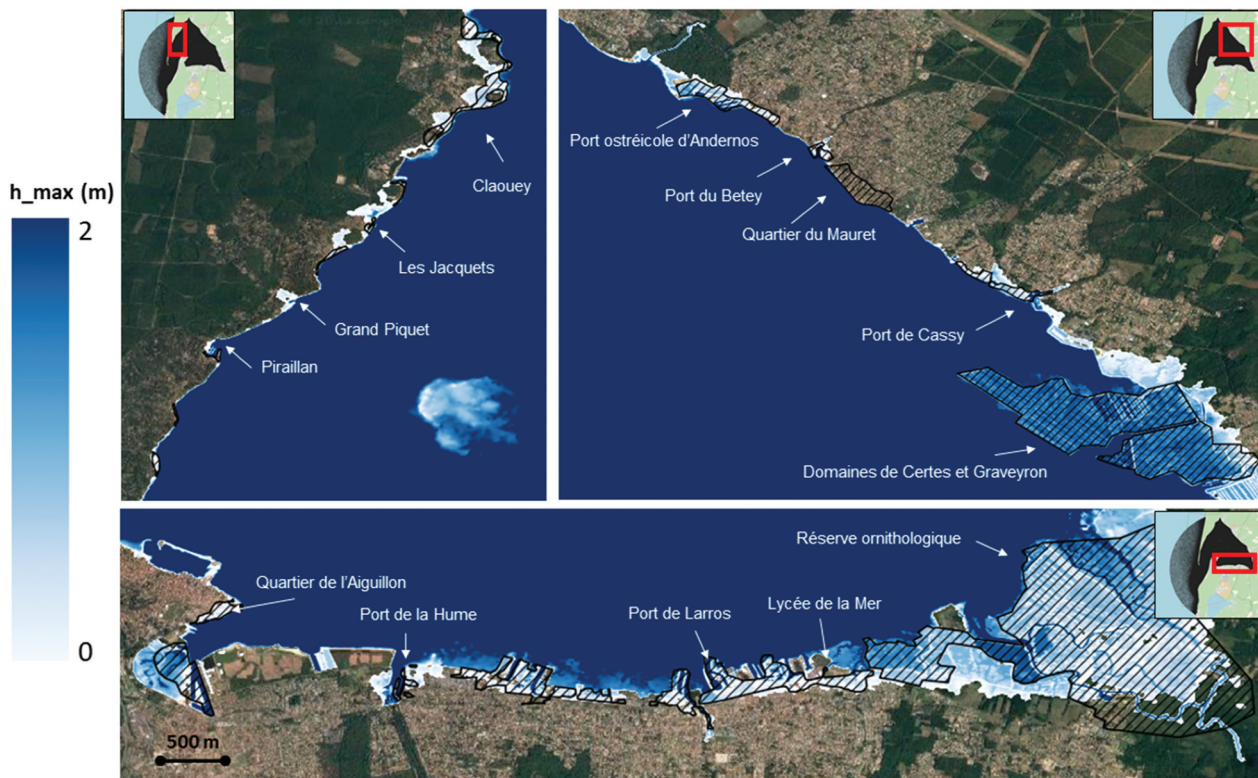 h_max (m)
2
0
Claouey
Les Jacquets
Grand Piquet
Piraillan
Port ostréicole d'Andernos
Port du Betey
Quartier du Mauret
Port de Cassy
Domaines de Certes et Graveyron
Réserve ornithologique
Quartier de l'Aiguillon
Port de la Hume
Port de Larros
Lycée de la Mer
500 m